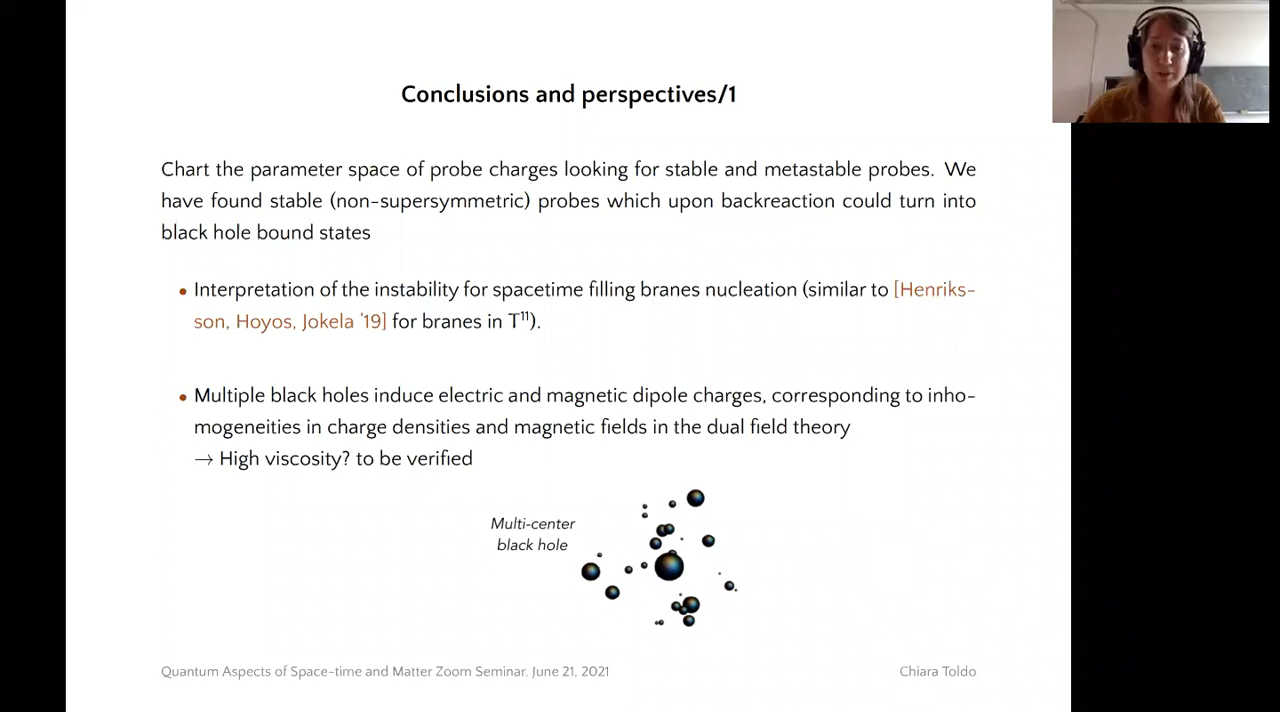 Conclusions and perspectives/1
Chart the parameter space of probe charges looking for stable and metastable probes. We
have found stable (non-supersymmetric) probes which upon backreaction could turn into
black hole bound states
• Interpretation of the instability for spacetime filling branes nucleation (similar to [Henriks-
son, Hoyos, Jokela '19] for branes in T¹¹).
• Multiple black holes induce electric and magnetic dipole charges, corresponding to inho-
mogeneities in charge densities and magnetic fields in the dual field theory
→ High viscosity? to be verified
Multi-center
black hole
Quantum Aspects of Space-time and Matter Zoom Seminar, June 21, 2021
Chiara Toldo